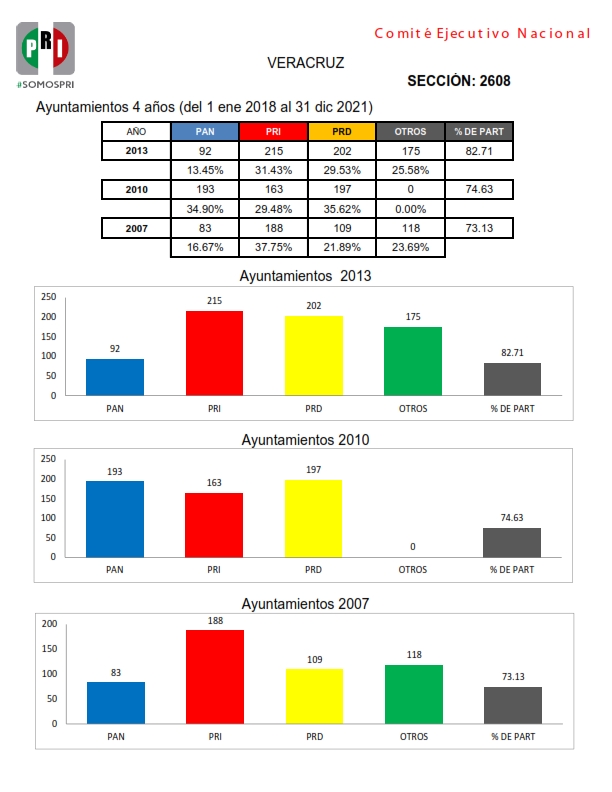 Comité Ejecutivo Nacional
PRI
#SOMOSPRI
VERACRUZ
SECCIÓN: 2608
Ayuntamientos 4 años (del 1 ene 2018 al 31 dic 2021)
AÑO PAN PRI PRD OTROS % DE PART
2013 92 215 202 175 82.71
13.45% 31.43% 29.53% 25.58%
2010 193 163 197 0 74.63
34.90% 29.48% 35.62% 0.00%
2007 83 188 109 118 73.13
16.67% 37.75% 21.89% 23.69%
Ayuntamientos 2013
250
200
150
100
50
0
92 215 202 175 82.71
PAN PRI PRD OTROS % DE PART
Ayuntamientos 2010
250
200
150
100
50
0
193 163 197 0 74.63
PAN PRI PRD OTROS % DE PART
Ayuntamientos 2007
200
150
100
50
0
83 188 109 118 73.13
PAN PRI PRD OTROS % DE PART